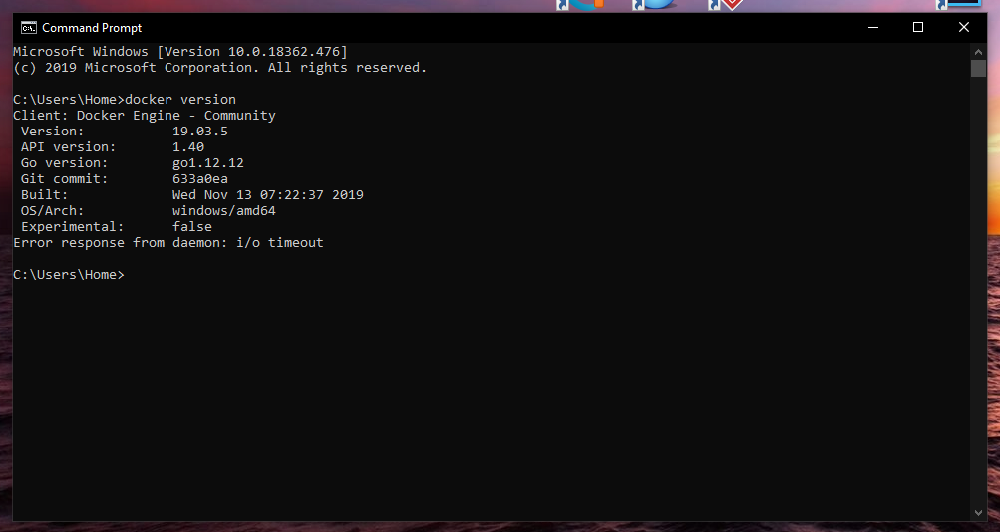 Command Prompt
Microsoft Windows [Version 10.0.18362.476]
(c) 2019 Microsoft Corporation. All rights reserved.
C:\Users\Home>docker version
Client: Docker Engine - Community
Version: 19.03.5
API version: 1.40
Go version: go1.12.12
Git commit: 633a0ea
Built: Wed Nov 13 07:22:37 2019
OS/Arch: windows/amd64
Experimental: false
Error response from daemon: i/o timeout
C:\Users\Home>